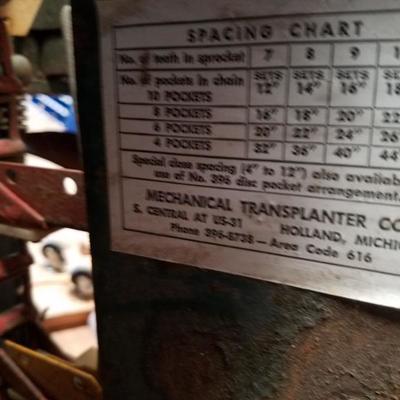 SPACING CHART
No. of teeth in sprocket 7 8 9
No. of pockets in chain SETS SETS SETS
10 POCKETS 12" 14" 16"
8 POCKETS 16" 18" 20" 22
6 POCKETS 20" 22" 24" 26"
4 POCKETS 32" 36" 40" 44"
Special close spacing (4" to 12") also
use of No. 396 disc pocket arrangement.
MECHANICAL TRANSPLANTER CO
S. CENTRAL AT US-31 HOLLAND, MICHI
Phone 396-8738 — Area Code 616